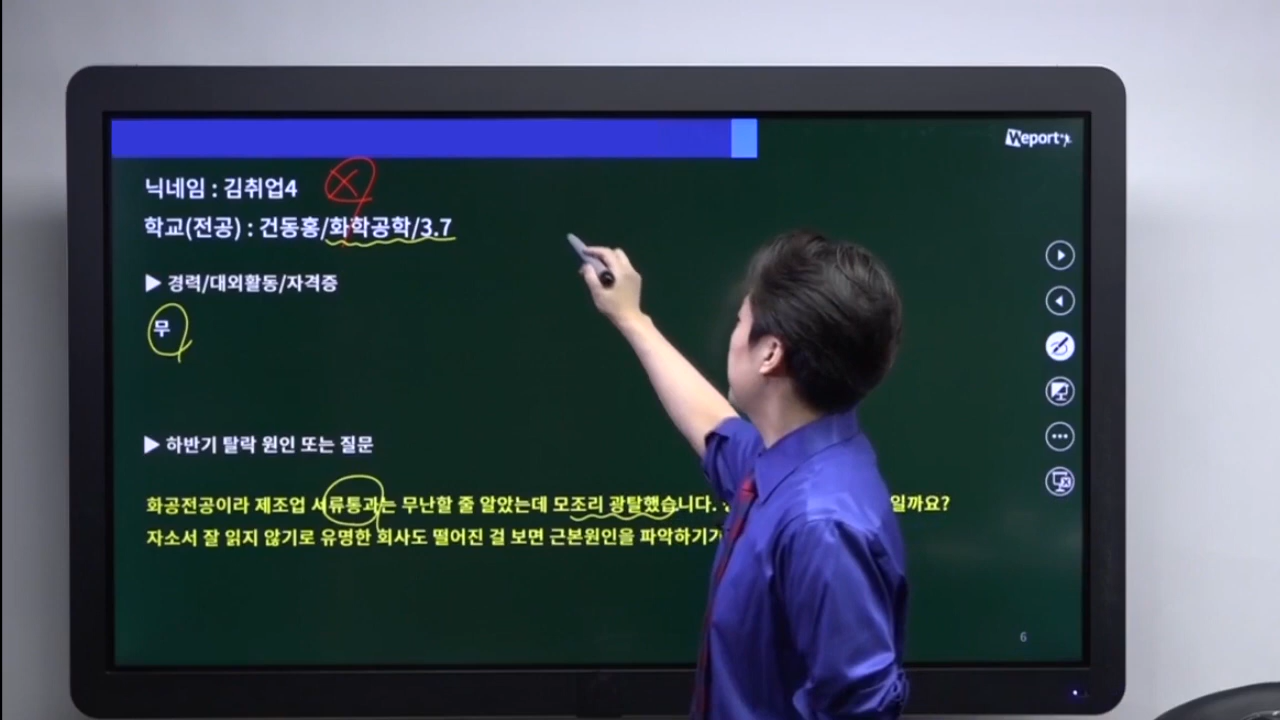 Weport
닉네임 : 김취업4
학교(전공) : 건동홍/화학공학/3.7
▶ 경력/대외활동/자격증
무
▶ 하반기 탈락 원인 또는 질문
화공전공이라 제조업 서류통과는 무난할 줄 알았는데 모조리 광탈했습니다. 일까요?
자소서 잘 읽지 않기로 유명한 회사도 떨어진 걸 보면 근본원인을 파악하기가
6